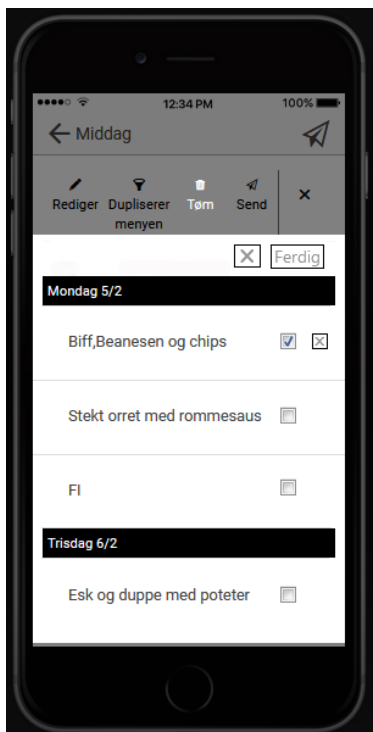 12:34 PM
100%
Middag
Rediger Dupliserer menyen Tøm Send
Ferdig
Mondag 5/2
Biff,Beanesen og chips
Stekt orret med rommesaus
FI
Trisdag 6/2
Esk og duppe med poteter